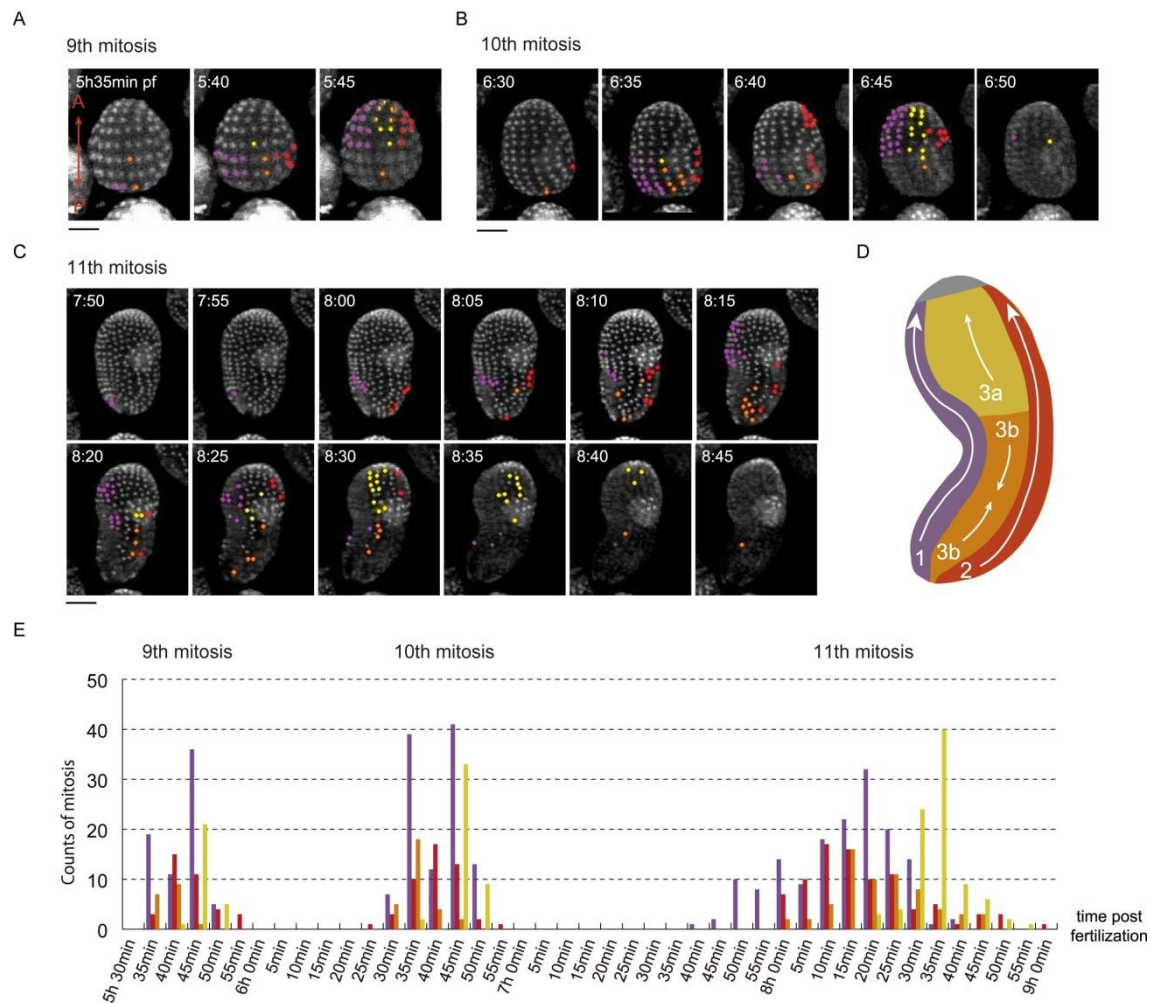 A
B
9th mitosis
10th mitosis
5h35min pf
5:40
5:45
6:30
6:35
6:40
6:45
6:50
A
P
C
D
11th mitosis
7:50
7:55
8:00
8:05
8:10
8:15
8:20
8:25
8:30
8:35
8:40
8:45
3a
3b
3b
1
2
E
9th mitosis
10th mitosis
11th mitosis
Counts of mitosis
50
40
30
20
10
0
5h 30min
35min
40min
45min
50min
55min
6h 0min
5min
10min
15min
20min
25min
30min
35min
40min
45min
50min
55min
7h 0min
5min
10min
15min
20min
25min
30min
35min
40min
45min
50min
55min
8h 0min
5min
10min
15min
20min
25min
30min
35min
40min
45min
50min
55min
9h 0min
time post
fertilization